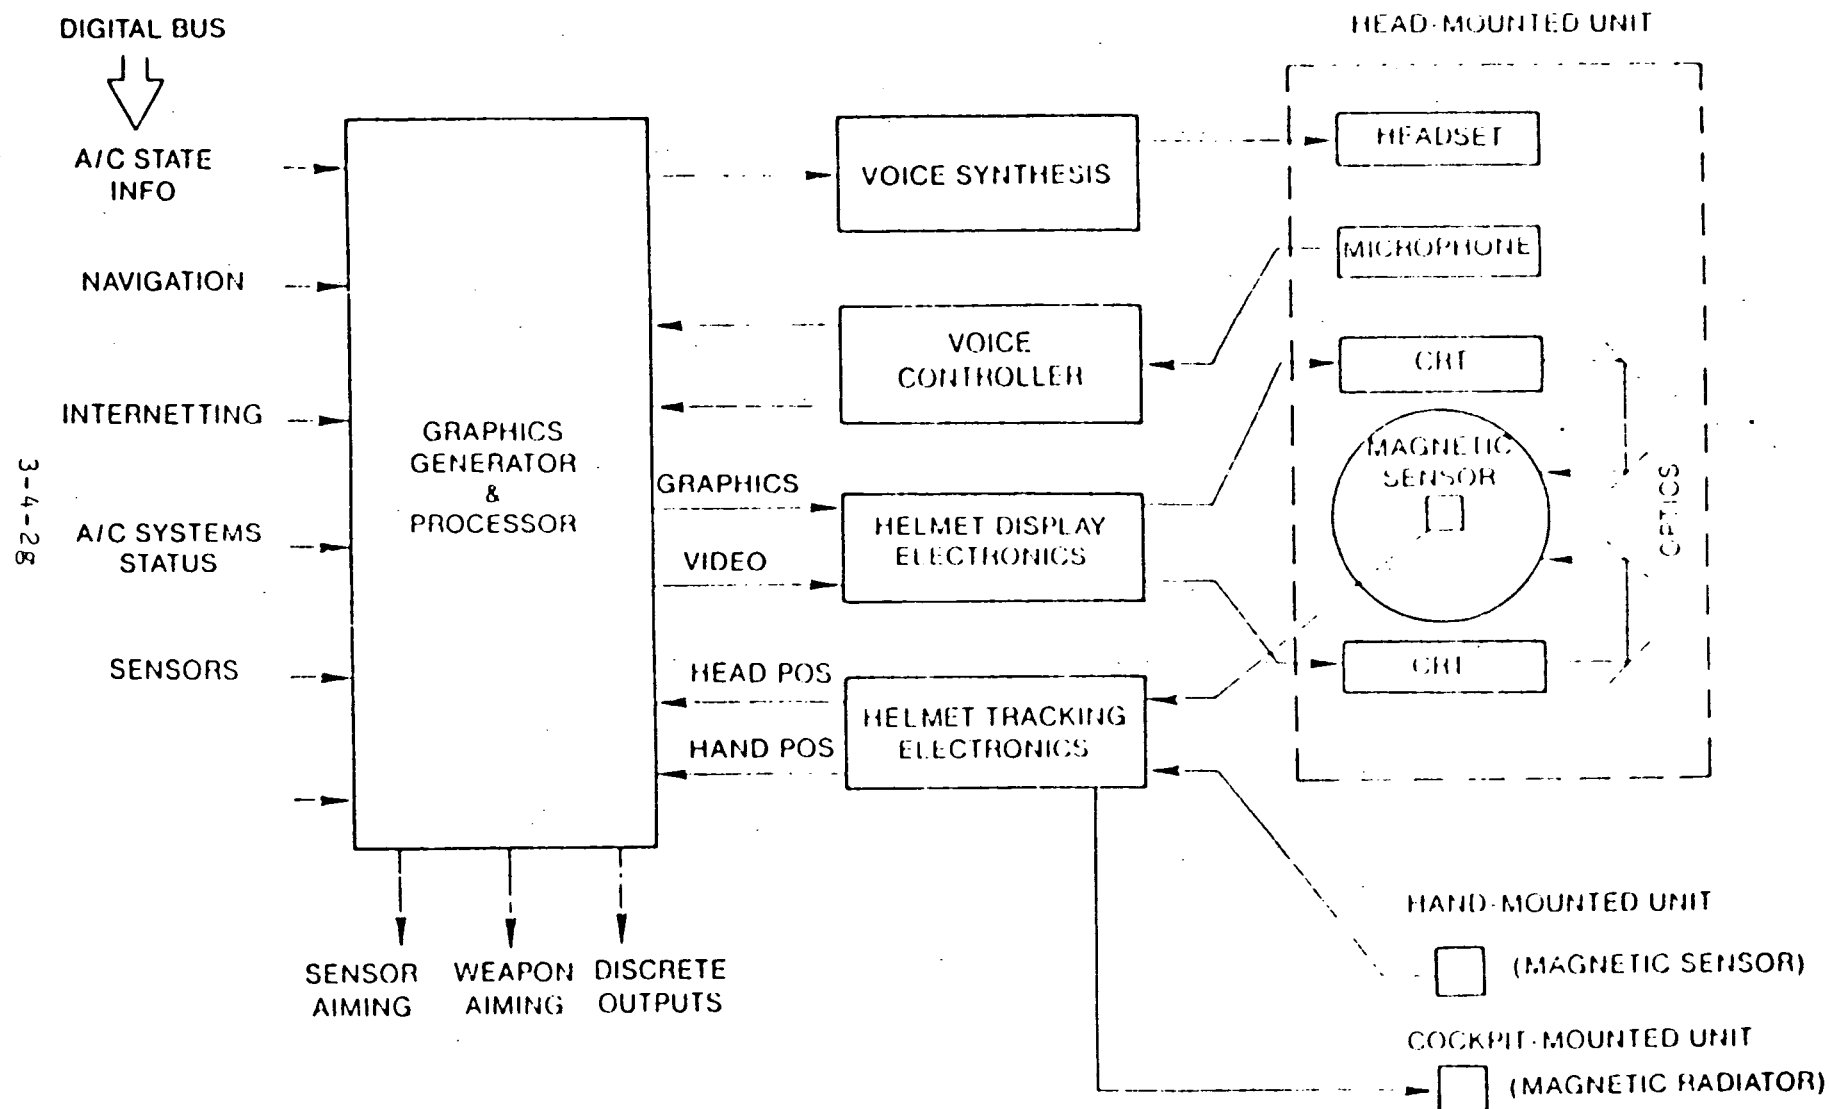 DIGITAL BUS
A/C STATE
INFO
NAVIGATION
INTERNETTING
A/C SYSTEMS
STATUS
SENSORS
3-4-28
GRAPHICS
GENERATOR
&
PROCESSOR
SENSOR
AIMING
WEAPON
AIMING
DISCRETE
OUTPUTS
VOICE SYNTHESIS
VOICE
CONTROLLER
GRAPHICS
VIDEO
HELMET DISPLAY
ELECTRONICS
HEAD POS
HAND POS
HELMET TRACKING
ELECTRONICS
HEAD-MOUNTED UNIT
HEADSET
MICROPHONE
CRT
MAGNETIC
SENSOR
OPTICS
CRT
HAND-MOUNTED UNIT
(MAGNETIC SENSOR)
COCKPIT-MOUNTED UNIT
(MAGNETIC RADIATOR)